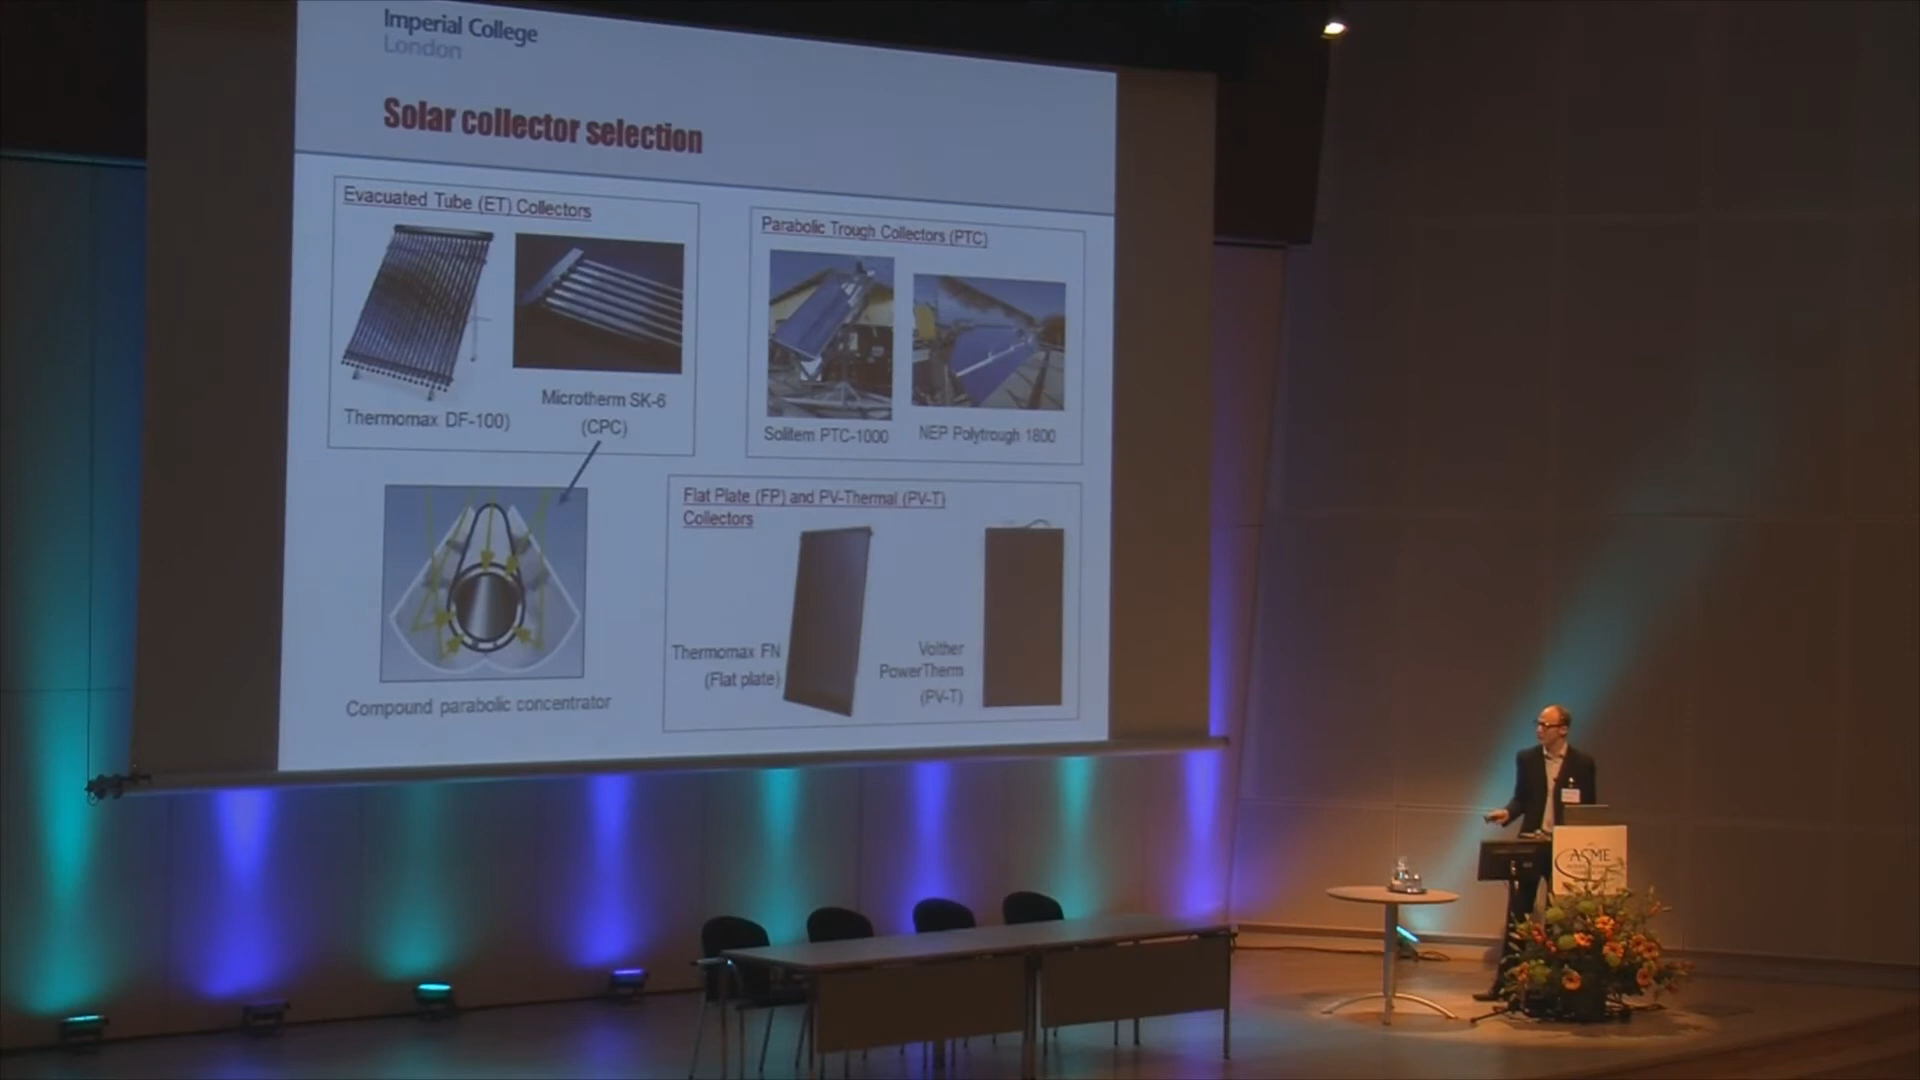 Imperial College
London
Solar collector selection
Evacuated Tube (ET) Collectors
Thermomax DF-100)
Microtherm SK-6
(CPC)
Parabolic Trough Collectors (PTC)
Solitem PTC-1000
NEP Polytrough 1800
Compound parabolic concentrator
Flat Plate (FP) and PV-Thermal (PV-T)
Collectors
Thermomax FN
(Flat plate)
Volther
PowerTherm
(PV-T)
ASME